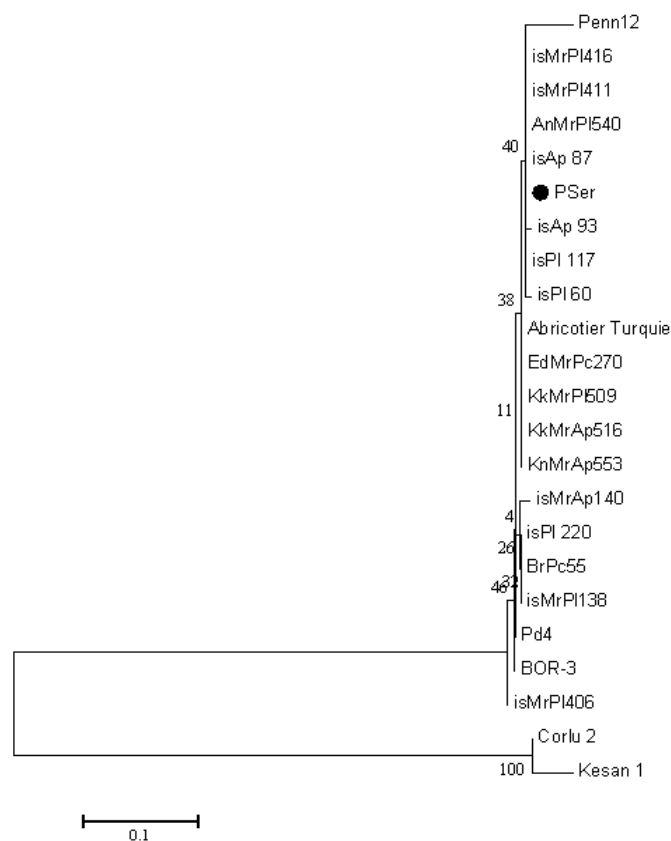 Penn12
isMrPl416
isMrPl411
AnMrPl540
40
isAp 87
PSer
isAp 93
isPl 117
isPl 60
38
Abricotier Turquie
EdMrPc270
KkMrPl509
11
KkMrAp516
KnMrAp553
isMrAp140
4
isPl 220
26
BrPc55
32
46
isMrPl138
Pd4
BOR-3
isMrPl406
Corlu 2
100
Kesan 1
0.1